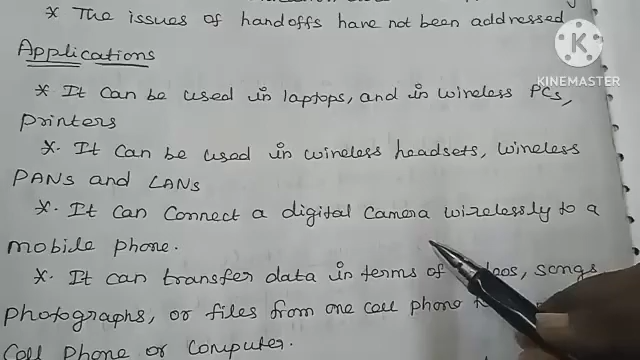 * The issues of handoffs have not been addressed
Applications
* It can be used in laptops, and in wireless PCs,
printers
*. It can be used in wireless headsets, wireless
PANs and LANs
*. It can connect a digital camera wirelessly to a
mobile phone.
*. It can transfer data in terms of songs,
photographs, or files from one cell phone
cell phone or computer.
KINEMASTER